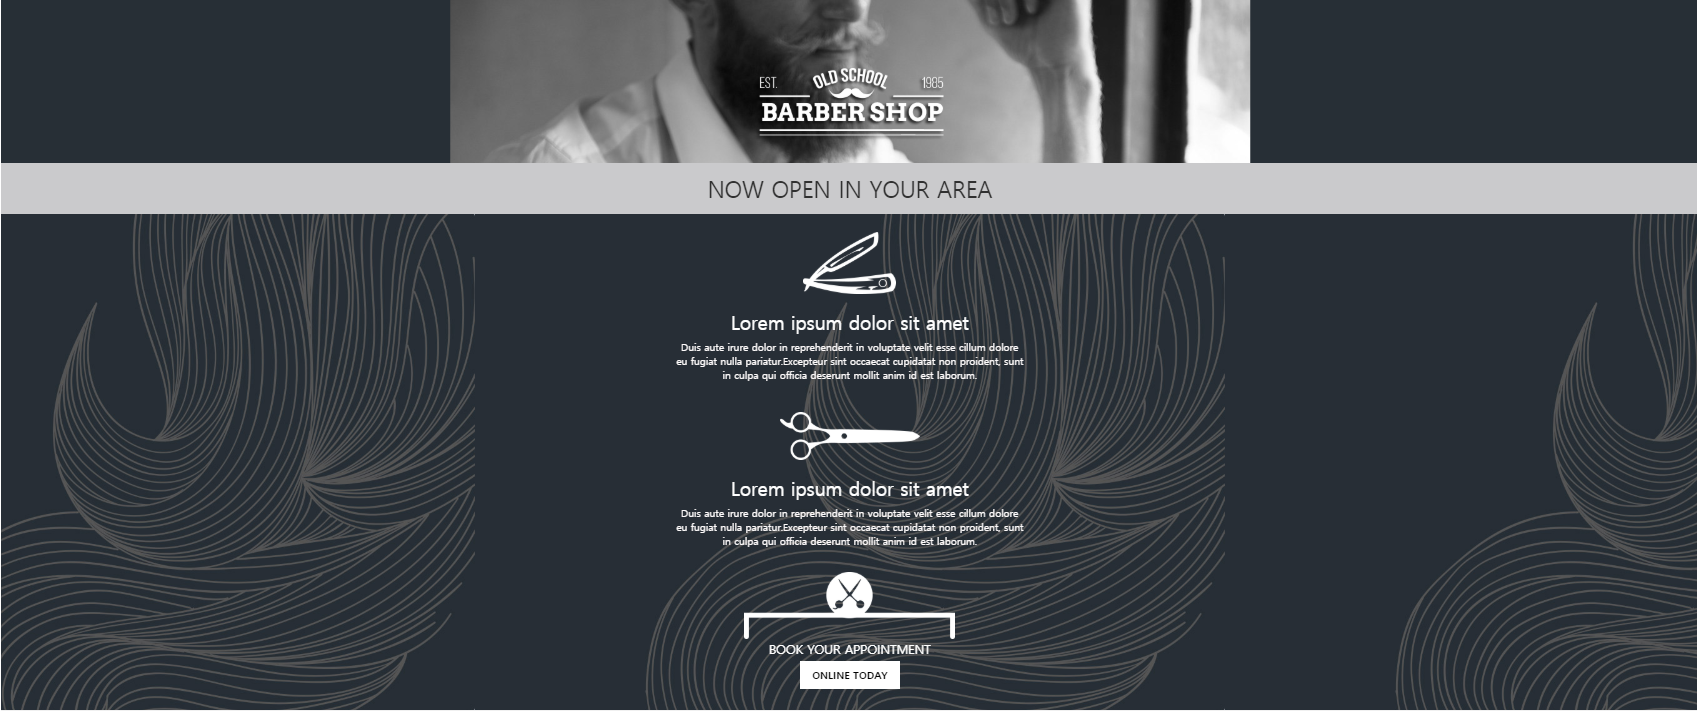 EST. OLD SCHOOL 1985
BARBER SHOP
NOW OPEN IN YOUR AREA
Lorem ipsum dolor sit amet
Duis aute irure dolor in reprehenderit in voluptate velit esse cillum dolore
eu fugiat nulla pariatur.Excepteur sint occaecat cupidatat non proident, sunt
in culpa qui officia deserunt mollit anim id est laborum.
Lorem ipsum dolor sit amet
Duis aute irure dolor in reprehenderit in voluptate velit esse cillum dolore
eu fugiat nulla pariatur.Excepteur sint occaecat cupidatat non proident, sunt
in culpa qui officia deserunt mollit anim id est laborum.
BOOK YOUR APPOINTMENT
ONLINE TODAY